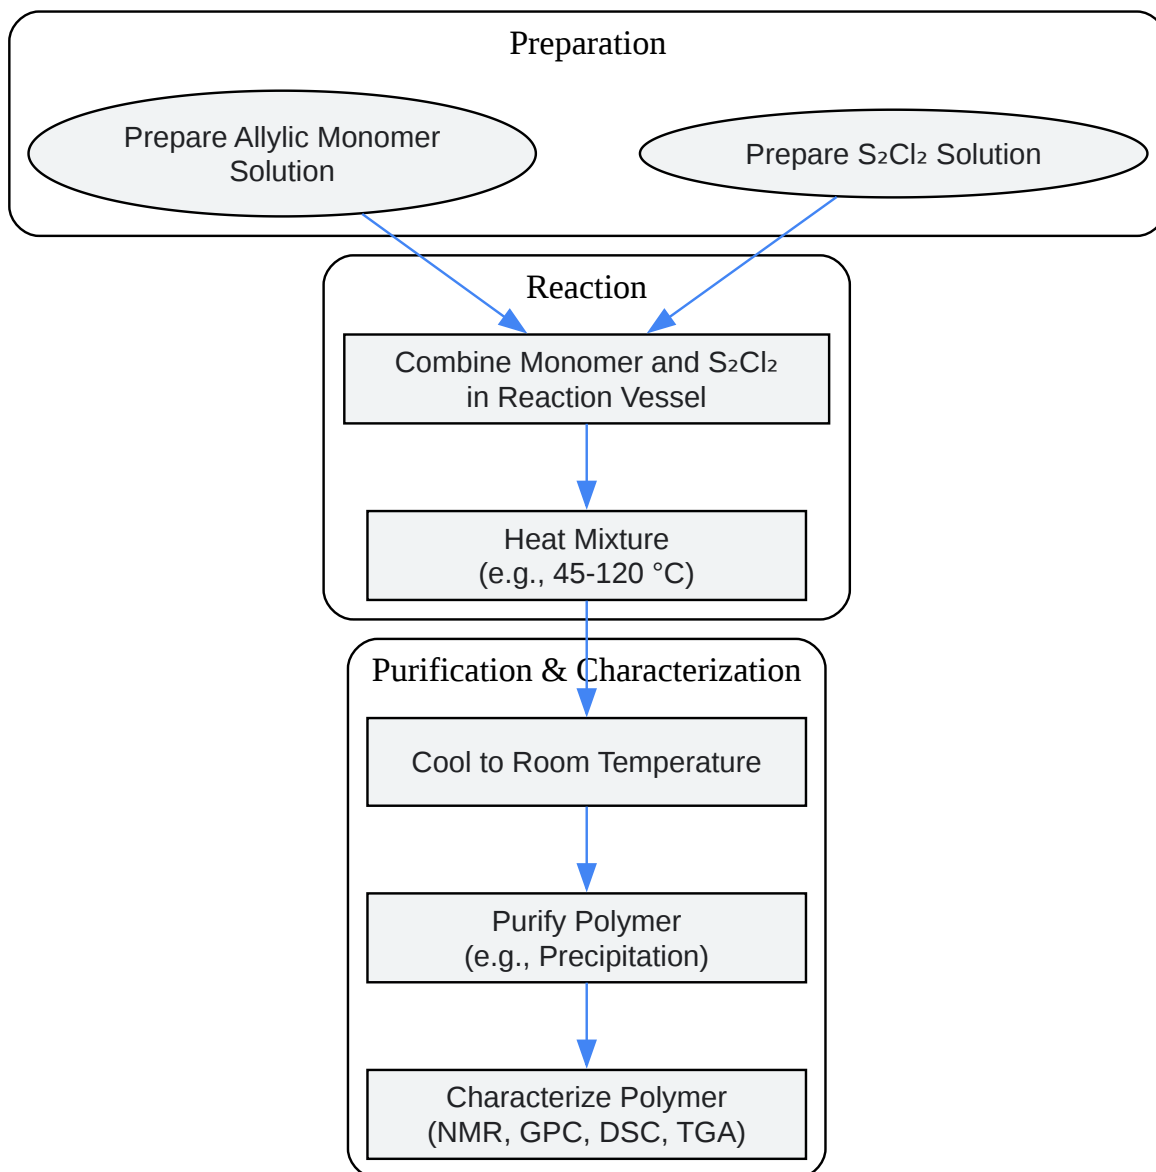 Preparation
Prepare Allylic Monomer
Solution
Prepare S₂Cl₂ Solution
Reaction
Combine Monomer and S₂Cl₂
in Reaction Vessel
Heat Mixture
(e.g., 45-120 °C)
Purification & Characterization
Cool to Room Temperature
Purify Polymer
(e.g., Precipitation)
Characterize Polymer
(NMR, GPC, DSC, TGA)